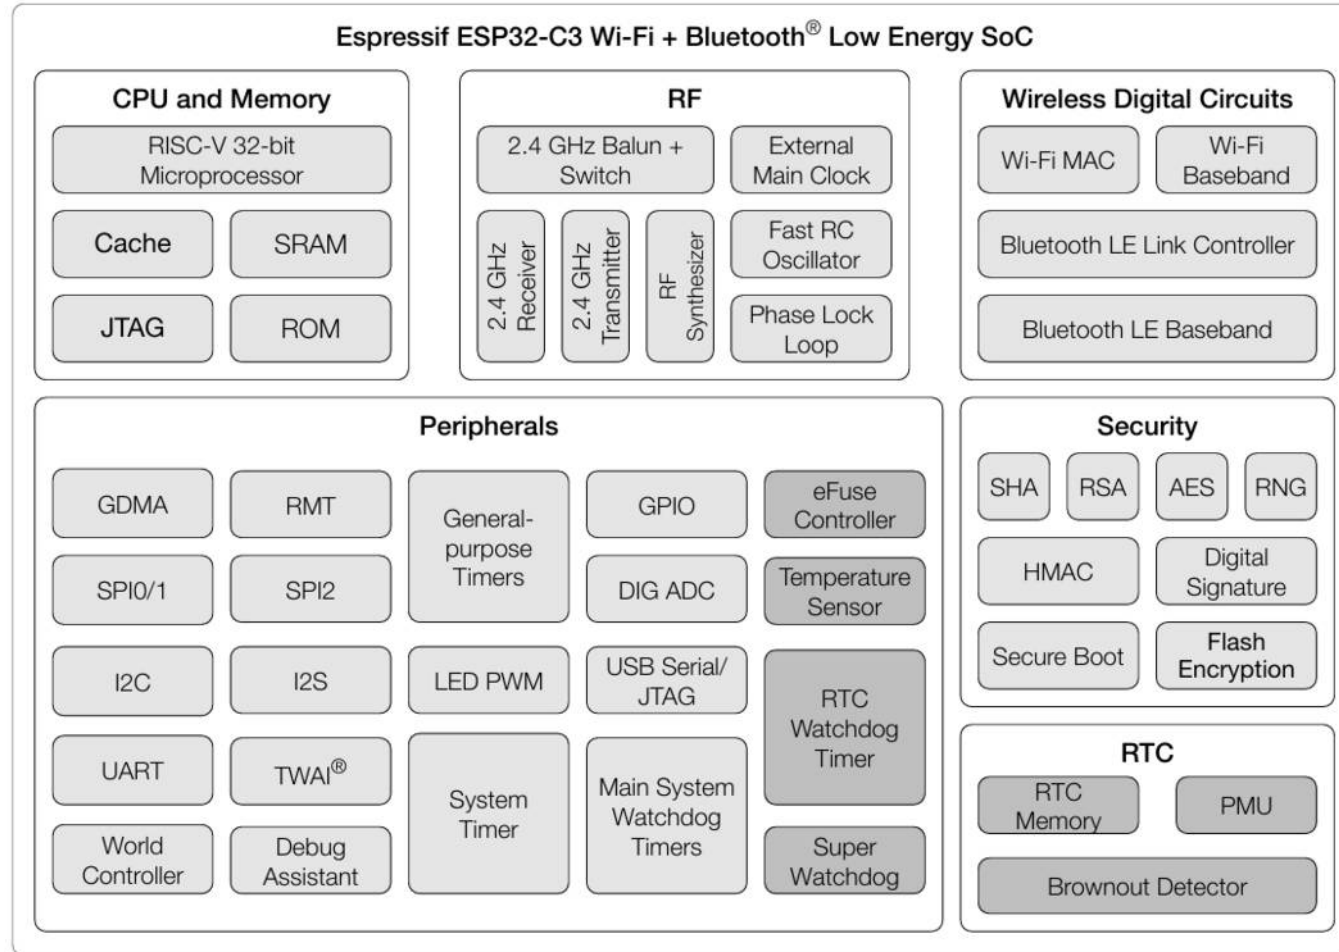 Espressif ESP32-C3 Wi-Fi + Bluetooth® Low Energy SoC
CPU and Memory
RISC-V 32-bit
Microprocessor
Cache
SRAM
JTAG
ROM
RF
2.4 GHz Balun +
Switch
External
Main Clock
2.4 GHz
Receiver
2.4 GHz
Transmitter
RF
Synthesizer
Fast RC
Oscillator
Phase Lock
Loop
Wireless Digital Circuits
Wi-Fi MAC
Wi-Fi
Baseband
Bluetooth LE Link Controller
Bluetooth LE Baseband
Peripherals
GDMA
RMT
General-
purpose
Timers
GPIO
eFuse
Controller
SPI0/1
SPI2
DIG ADC
Temperature
Sensor
I2C
I2S
LED PWM
USB Serial/
JTAG
RTC
Watchdog
Timer
UART
TWAI®
System
Timer
Main System
Watchdog
Timers
World
Controller
Debug
Assistant
Super
Watchdog
Security
SHA
RSA
AES
RNG
HMAC
Digital
Signature
Secure Boot
Flash
Encryption
RTC
RTC
Memory
PMU
Brownout Detector